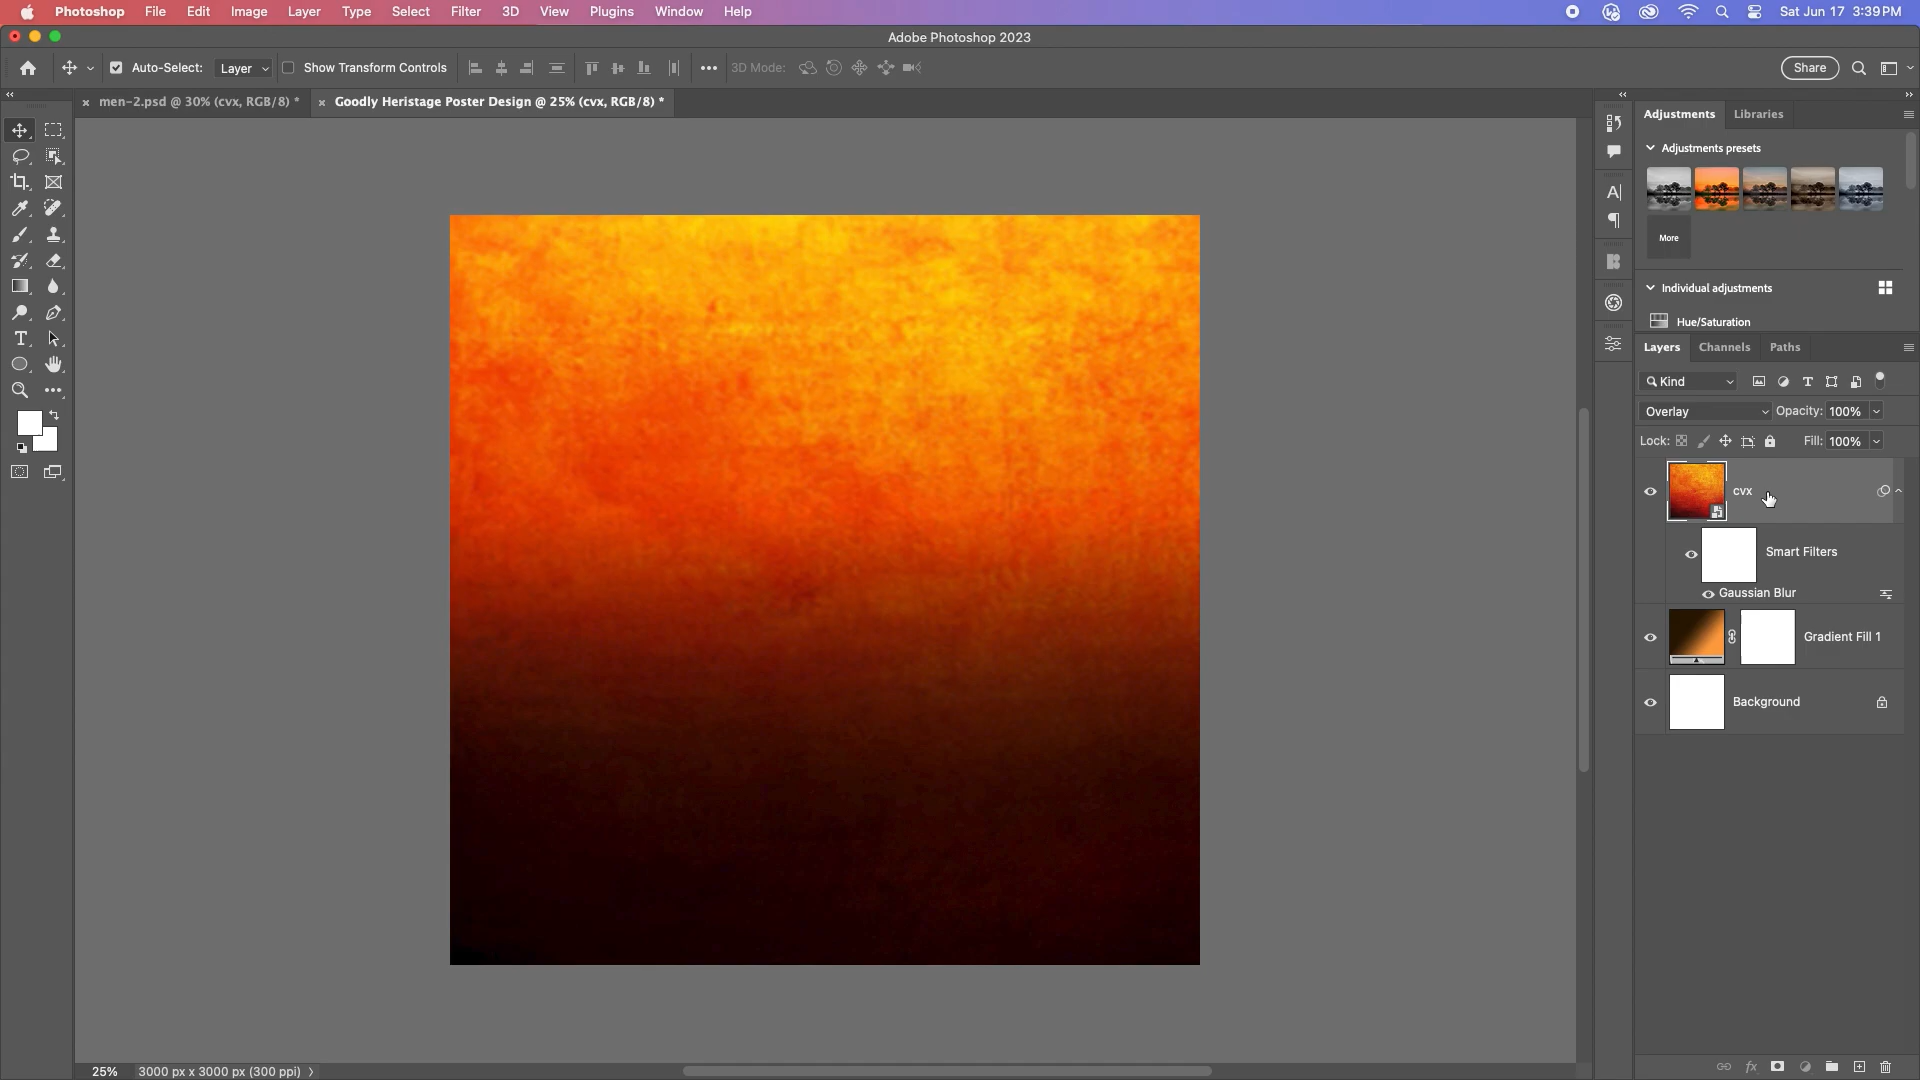 Photoshop File Edit Image Layer Type Select Filter 3D View Plugins Window Help Sat Jun 17 3:39 PM
Adobe Photoshop 2023
Auto-Select: Layer Show Transform Controls 3D Mode: Share
men-2.psd @ 30% (cvx, RGB/8) * Goodly Heristage Poster Design @ 25% (cvx, RGB/8) *
Adjustments Libraries
Adjustments presets
More
Individual adjustments
Hue/Saturation
Layers Channels Paths
Kind
Overlay Opacity: 100%
Lock: Fill: 100%
cvx
Smart Filters
Gaussian Blur
Gradient Fill 1
Background
25% 3000 px x 3000 px (300 ppi)